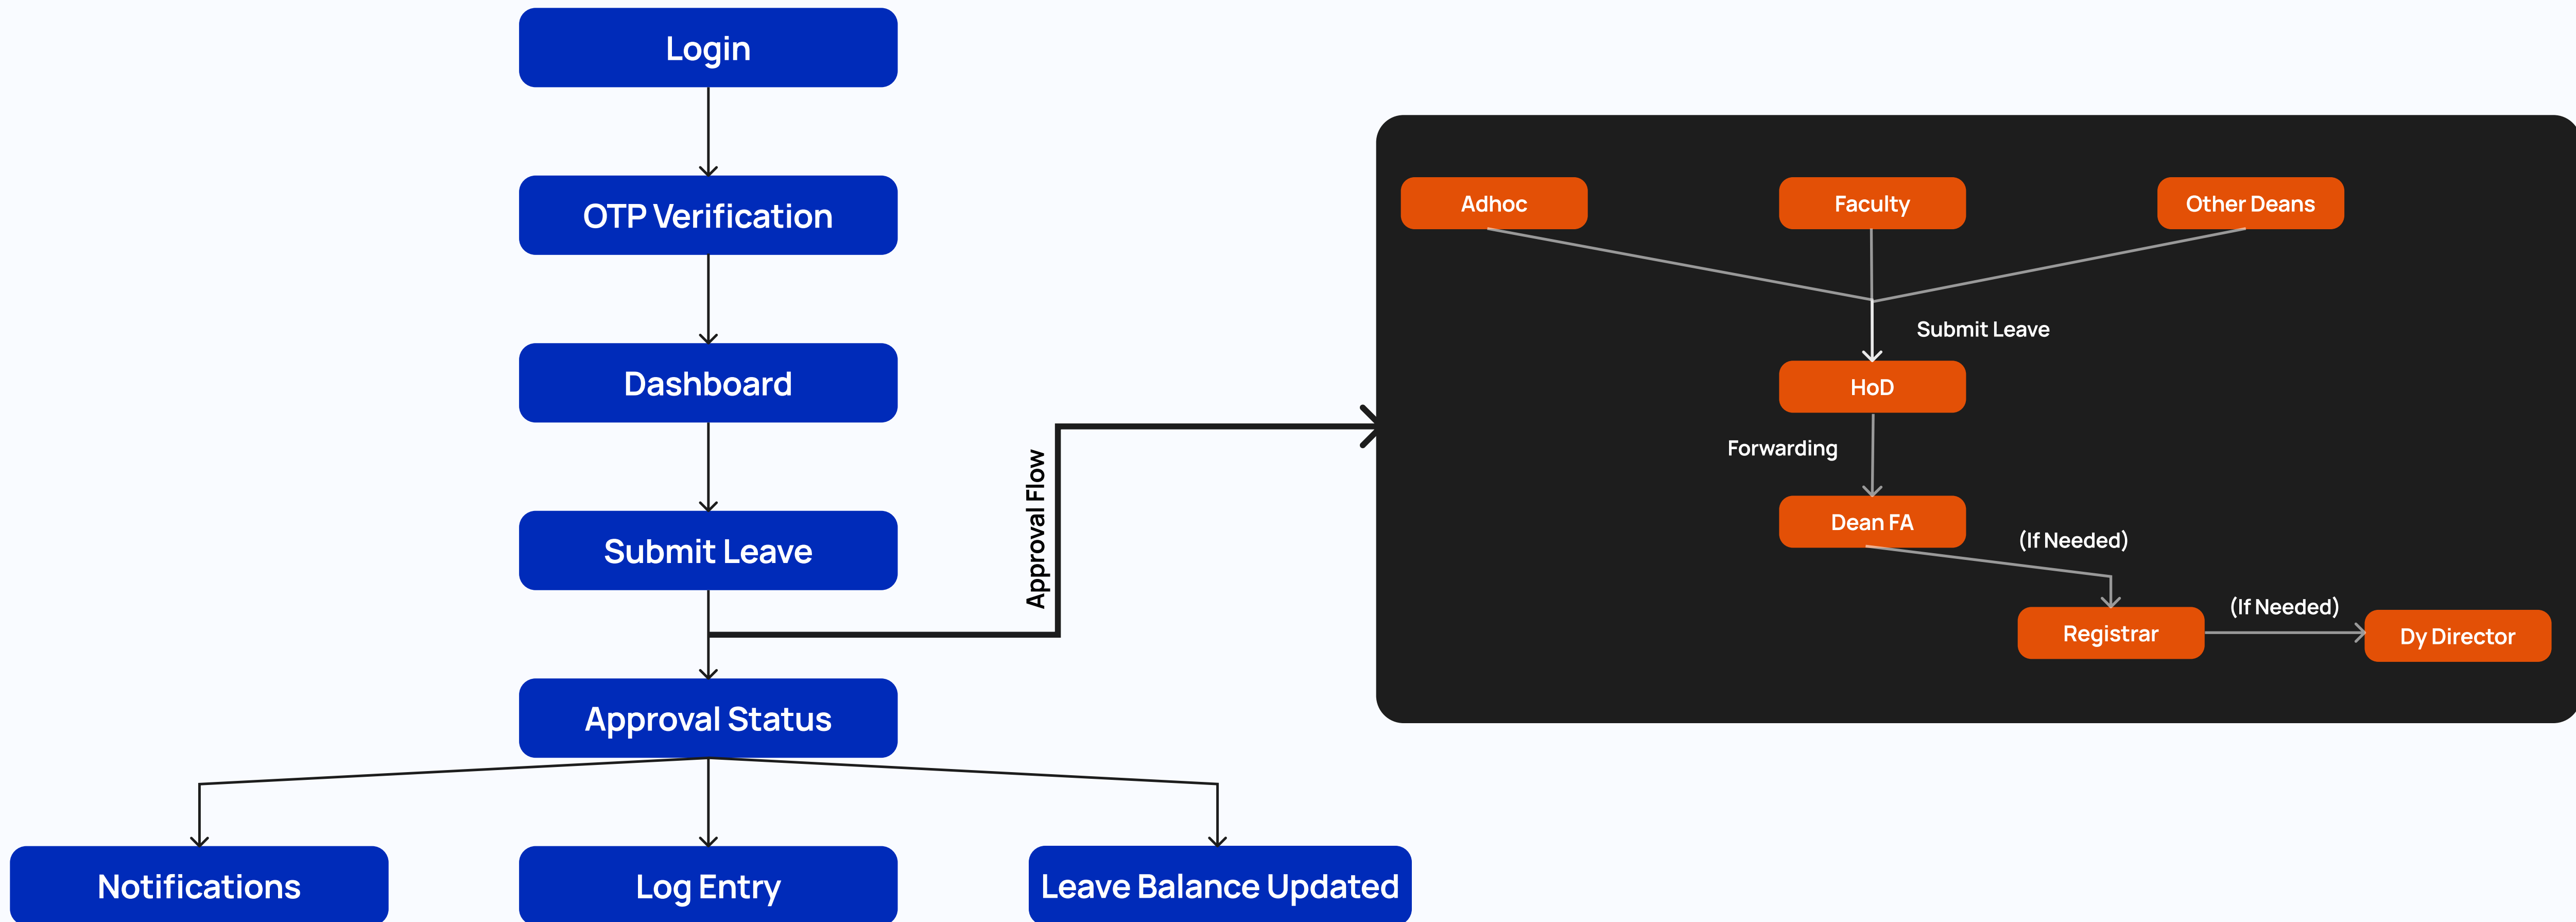 Login
OTP Verification
Dashboard
Submit Leave
Approval Flow
Approval Status
Notifications
Log Entry
Leave Balance Updated
Adhoc
Faculty
Other Deans
Submit Leave
HoD
Forwarding
Dean FA
(If Needed)
Registrar
(If Needed)
Dy Director